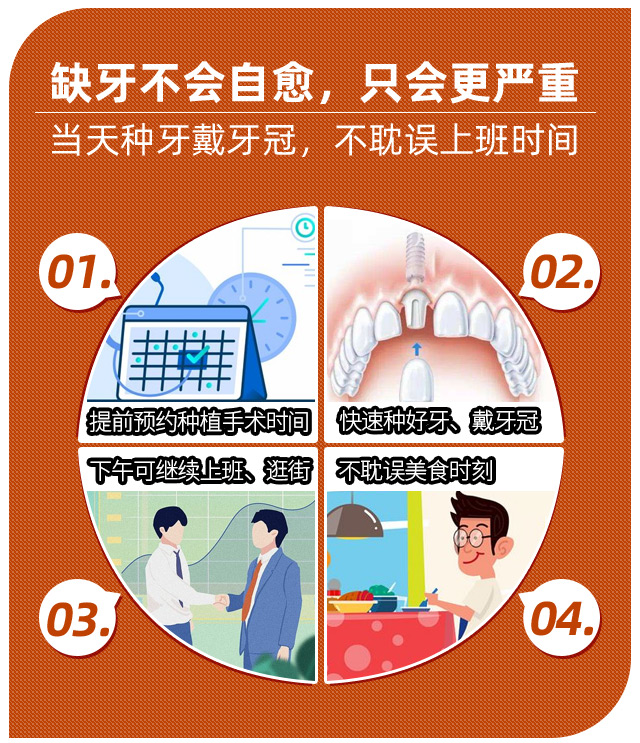 缺牙不会自愈，只会更严重
当天种牙戴牙冠，不耽误上班时间
01.
02.
提前预约种植手术时间
快速种好牙、戴牙冠
下午可继续上班、逛街
不耽误美食时刻
03.
04.